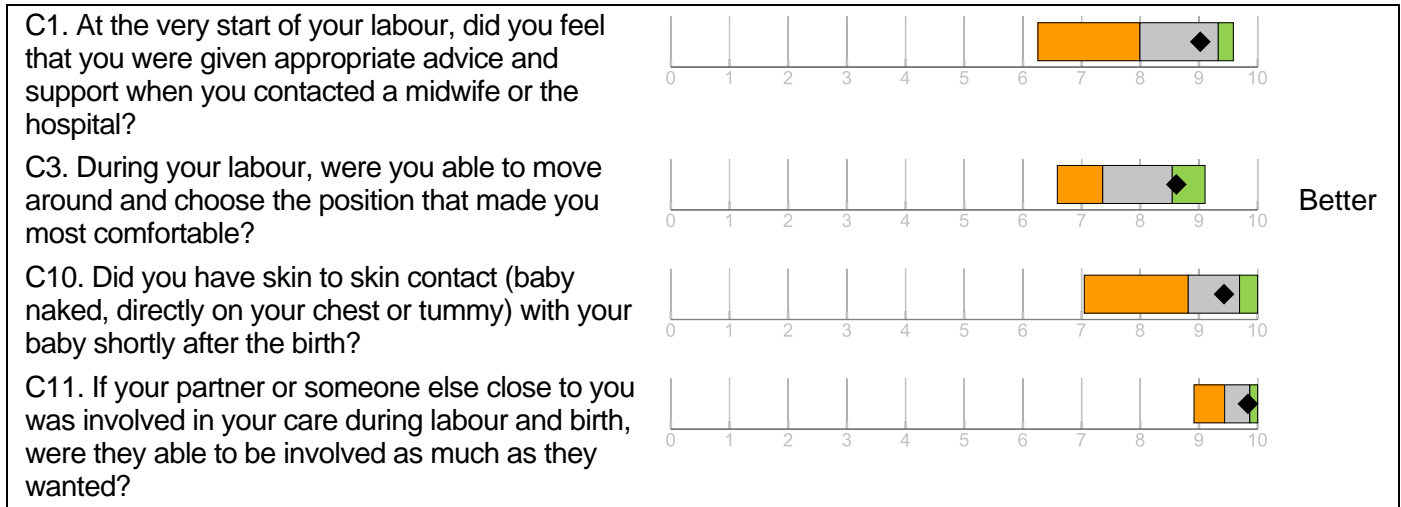 C1. At the very start of your labour, did you feel
that you were given appropriate advice and
support when you contacted a midwife or the
hospital?
0 1 2 3 4 5 6 7 8 9 10
C3. During your labour, were you able to move
around and choose the position that made you
most comfortable?
0 1 2 3 4 5 6 7 8 9 10
Better
C10. Did you have skin to skin contact (baby
naked, directly on your chest or tummy) with your
baby shortly after the birth?
0 1 2 3 4 5 6 7 8 9 10
C11. If your partner or someone else close to you
was involved in your care during labour and birth,
were they able to be involved as much as they
wanted?
0 1 2 3 4 5 6 7 8 9 10